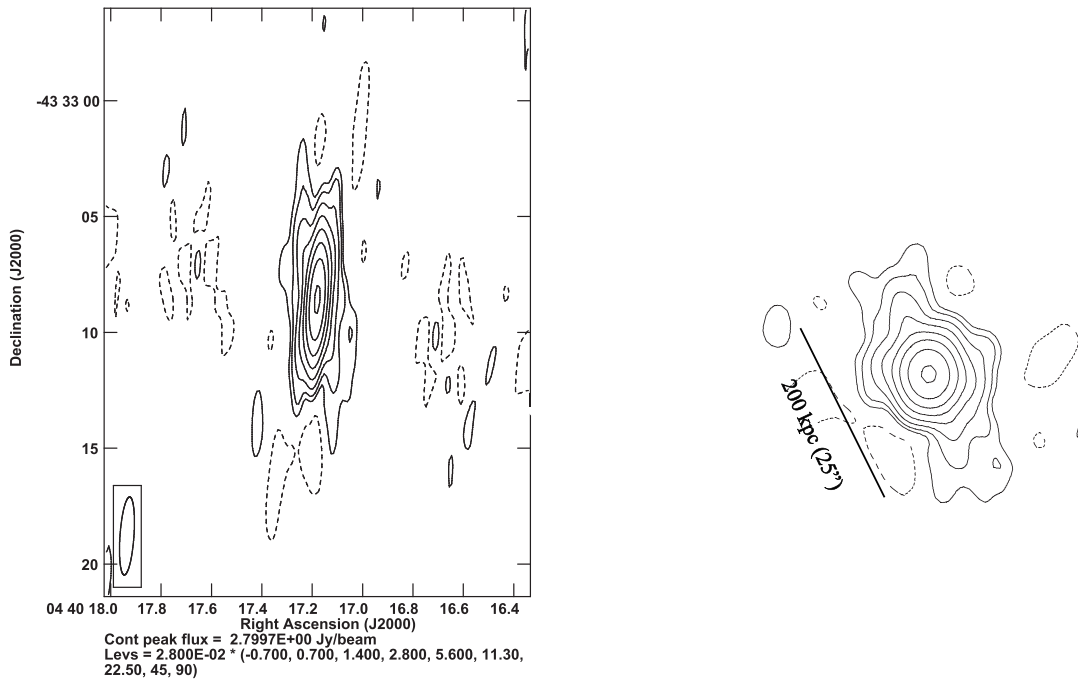 -43 33 00
05
10
15
20
Declination (J2000)
04 40 18.0 17.8 17.6 17.4 17.2 17.0 16.8 16.6 16.4
Right Ascension (J2000)
Cont peak flux = 2.7997E+00 Jy/beam
Levs = 2.800E-02 * (-0.700, 0.700, 1.400, 2.800, 5.600, 11.30,
22.50, 45, 90)
200 kpc (25”)